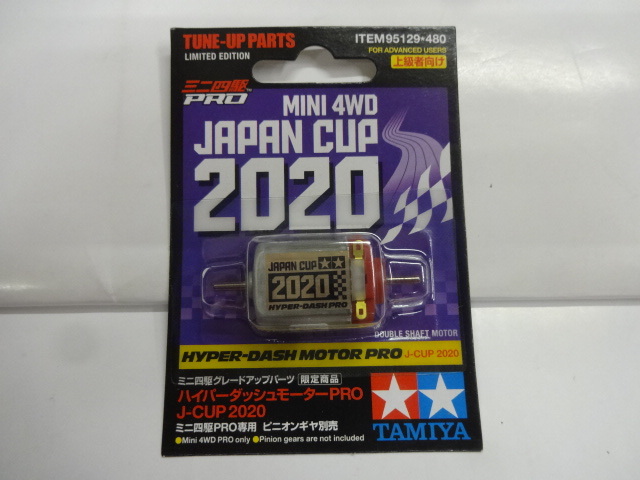 TUNE-UP PARTS
LIMITED EDITION
ITEM95129*480
FOR ADVANCED USERS
上級者向け
ミニ四駆™
PRO
MINI 4WD
JAPAN CUP
2020
JAPAN CUP
2020
HYPER-DASH PRO
DOUBLE SHAFT MOTOR
HYPER-DASH MOTOR PRO J-CUP 2020
ミニ四駆グレードアップパーツ 限定商品
ハイパーダッシュモーターPRO
J-CUP 2020
ミニ四駆PRO専用 ピニオンギヤ別売
●Mini 4WD PRO only ●Pinion gears are not included
TAMIYA